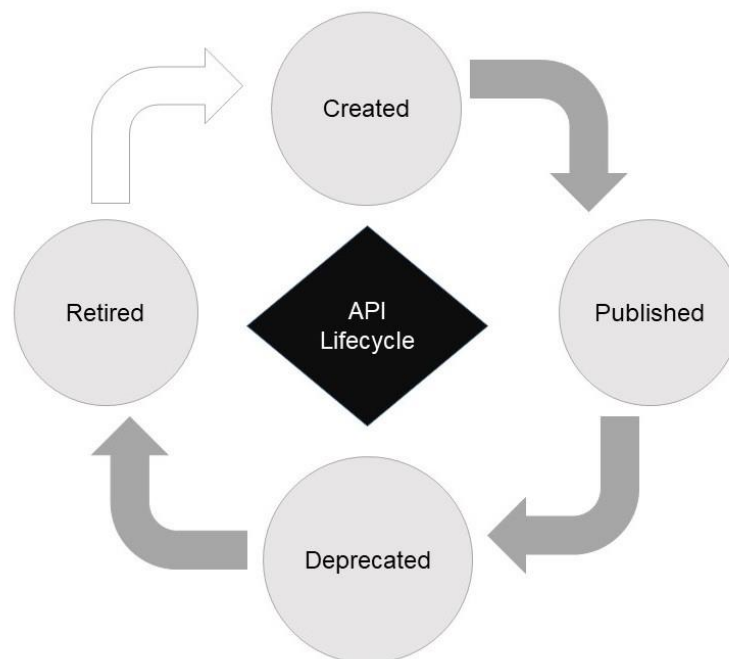 Created
Retired
API
Lifecycle
Published
Deprecated